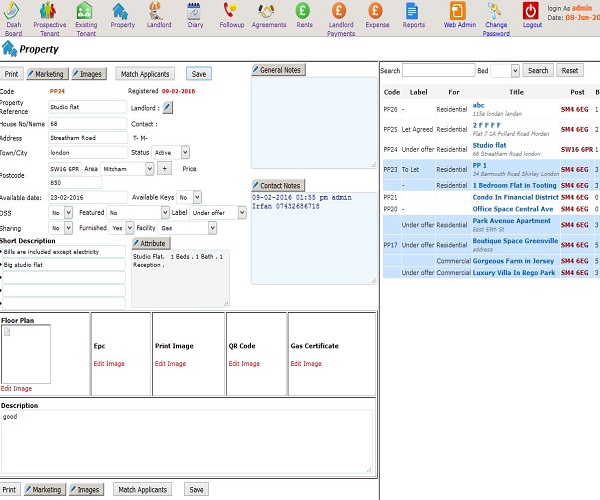 Dsah Board
Prospective Tenant
Existing Tenant
Property
Landlord
Diary
Followup
Agreements
Rents
Landlord Payments
Expense
Reports
Web Admin
Change Password
Logout
login As admin
Date: 08-Jun-20
Property
Print Marketing Images Match Applicants Save
Code PP24 Registered 09-02-2016
Property Reference Studio flat Landlord :
House No/Name 68 Contact :
Address Streatham Road T- M-
Town/City london Status Active
Postcode SW16 6PR Area Mitcham + Price
850
Available date: 23-02-2016 Available Keys No
DSS No Featured No Label Under offer
Sharing No Furnished Yes Facility Gas
Short Description
Bills are included except electricity
Big studio flat
Attribute
Studio Flat, 1 Beds , 1 Bath , 1
Reception ,
General Notes
Contact Notes
09-02-2016 01:55 pm admin
Irfan 07432686718
Floor Plan
Edit Image
Epc
Edit Image
Print Image
Edit Image
QR Code
Edit Image
Gas Certificate
Edit Image
Description
good
Print Marketing Images Match Applicants Save
Search Bed Search Reset
Code Label For Title Post Be
PP26 - Residential abc SM4 6EG 1
115a londan landan
PP25 Let Agreed Residential 2 F F F F SM4 6EG 2
Flat 7 1A Pollard Road Morden
PP24 Under offer Residential Studio flat SW16 6PR 1
68 Streatham Road london
PP23 To Let Residential PP 1 SM4 6EG 3
34 Barmouth Road Shirley London
- Residential 1 Bedroom Flat in Tooting SM4 6EG 3
PP21 Condo In Financial District SM4 6EG 0
PP20 - Office Space Central Ave SM4 6EG 0
Under offer Residential Park Avenue Apartment SM4 6EG 3
East 59th St
PP17 Under offer Residential Boutique Space Greenville SM4 6EG 5
address
Commercial Gorgeous Farm in Jersey SM4 6EG
Under offer Commercial Luxury Villa In Rego Park SM4 6EG 3